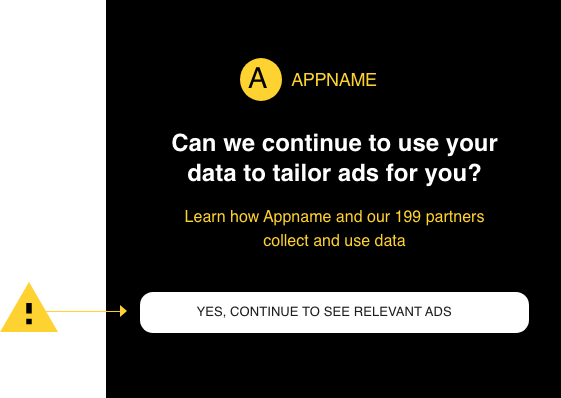 A APPNAME
Can we continue to use your
data to tailor ads for you?
Learn how Appname and our 199 partners
collect and use data
!
YES, CONTINUE TO SEE RELEVANT ADS